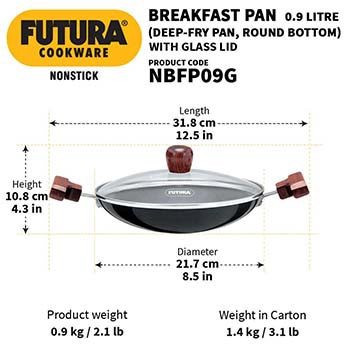 FUTURA
COOKWARE
NONSTICK
BREAKFAST PAN 0.9 LITRE
(DEEP-FRY PAN, ROUND BOTTOM)
WITH GLASS LID
PRODUCT CODE
NBFP09G
Length
31.8 cm
12.5 in
Height
10.8 cm
4.3 in
FUTURA
Diameter
21.7 cm
8.5 in
Product weight
0.9 kg / 2.1 lb
Weight in Carton
1.4 kg / 3.1 lb